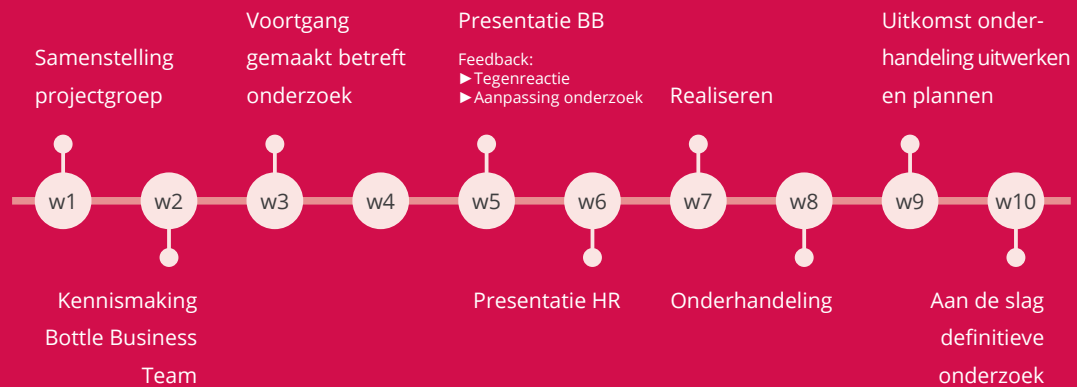 Samenstelling
projectgroep
Voortgang
gemaakt betreft
onderzoek
Presentatie BB
Feedback:
►Tegenreactie
►Aanpassing onderzoek
Realiseren
Uitkomst onder-
handeling uitwerken
en plannen
w1 w2 w3 w4 w5 w6 w7 w8 w9 w10
Kennismaking
Bottle Business
Team
Presentatie HR
Onderhandeling
Aan de slag
definitieve
onderzoek